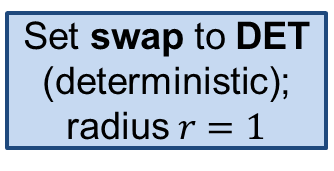 Set swap to DET
(deterministic);
radius r = 1